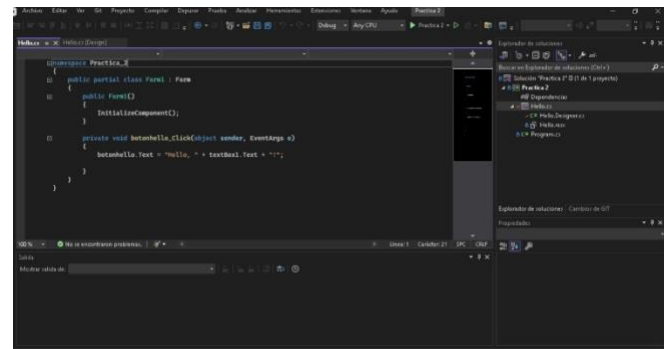 Archivo Editar Ver Git Proyecto Compilar Depurar Prueba Analizar Herramientas Extensiones Ventana Ayuda Practica 2
Debug Any CPU Practica 2
Hello.cs Hello.cs [Design]
namespace Practica_2
{
public partial class Form1 : Form
{
public Form1()
{
InitializeComponent();
}
private void botonhello_Click(object sender, EventArgs e)
{
botonhello.Text = "Hello, " + textBox1.Text + "!";
}
}
}
100 % No se encontraron problemas. Línea: 1 Carácter: 21 SPC CRLF
Salida
Mostrar salida de:
Explorador de soluciones
Buscar en Explorador de soluciones (Ctrl+)
Solución "Practica 2" (1 de 1 proyecto)
Practica 2
Dependencias
Hello.cs
Hello.Designer.cs
Hello.resx
C# Program.cs
Explorador de soluciones Cambios de GIT
Propiedades